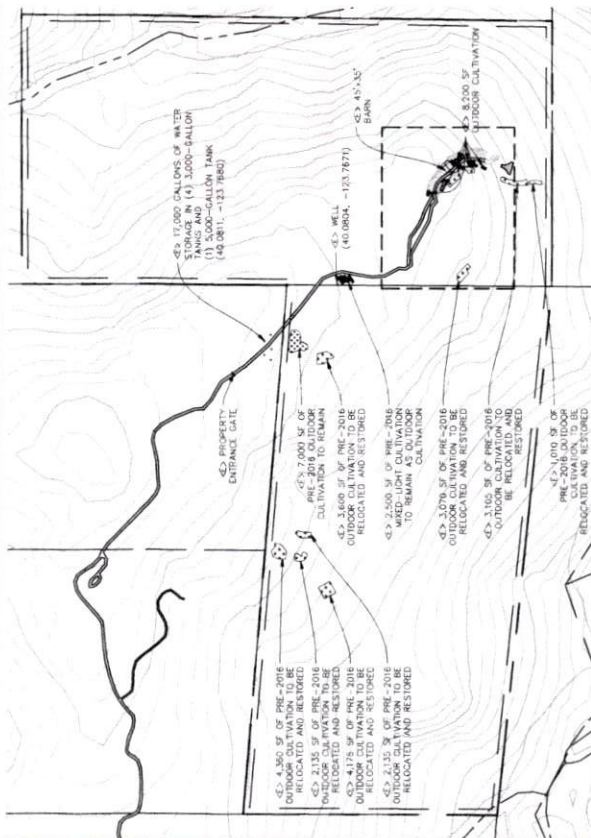 <E> 17,000 GALLONS OF WATER
STORAGE IN (4) 3,000-GALLON
TANKS AND
(1) 5,000-GALLON TANK
(40.0811, -123.7680)
<E> WELL
(40.0804, -123.7671)
<E> 45'x35'
BARN
<E> 8,200 SF
OUTDOOR CULTIVATION
<E> PROPERTY
ENTRANCE GATE
<E> 7,000 SF OF
PRE-2016 OUTDOOR
CULTIVATION TO REMAIN
<E> 3,600 SF OF PRE-2016
OUTDOOR CULTIVATION TO BE
RELOCATED AND RESTORED
<E> 2,500 SF OF PRE-2016
MIXED-LIGHT CULTIVATION
TO REMAIN AS OUTDOOR
CULTIVATION
<E> 3,070 SF OF PRE-2016
OUTDOOR CULTIVATION TO BE
RELOCATED AND RESTORED
<E> 3,105 SF OF PRE-2016
OUTDOOR CULTIVATION TO
BE RELOCATED AND
RESTORED
<E> 1,010 SF OF
PRE-2016 OUTDOOR
CULTIVATION TO BE
RELOCATED AND RESTORED
<E> 4,360 SF OF PRE-2016
OUTDOOR CULTIVATION TO BE
RELOCATED AND RESTORED
<E> 2,135 SF OF PRE-2016
OUTDOOR CULTIVATION TO BE
RELOCATED AND RESTORED
<E> 4,175 SF OF PRE-2016
OUTDOOR CULTIVATION TO BE
RELOCATED AND RESTORED
<E> 2,135 SF OF PRE-2016
OUTDOOR CULTIVATION TO BE
RELOCATED AND RESTORED